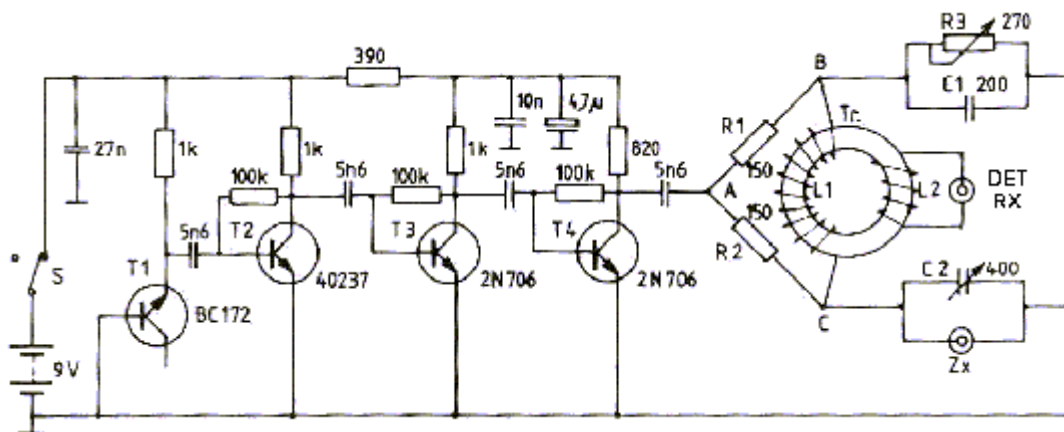 R3 270
390
B
C1 200
10n
4,7µ
Tr.
27n
1k
1k
1k
R1
820
100k
5n6
100k
5n6
100k
5n6
150
L1
L2
DET
RX
A
150
5n6
T2
T3
T4
R2
C2 400
S
T1
40237
2N706
2N706
BC172
C
Zx
9V